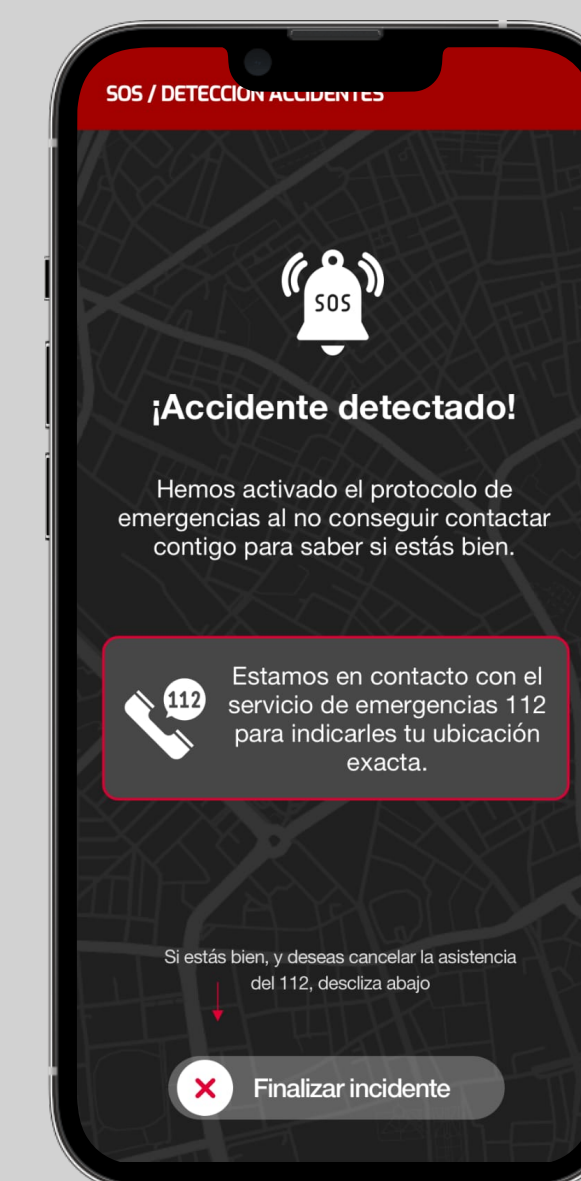 SOS / DETECCIÓN ACCIDENTES
SOS
¡Accidente detectado!
Hemos activado el protocolo de
emergencias al no conseguir contactar
contigo para saber si estás bien.
112
Estamos en contacto con el
servicio de emergencias 112
para indicarles tu ubicación
exacta.
Si estás bien, y deseas cancelar la asistencia
del 112, descliza abajo
Finalizar incidente